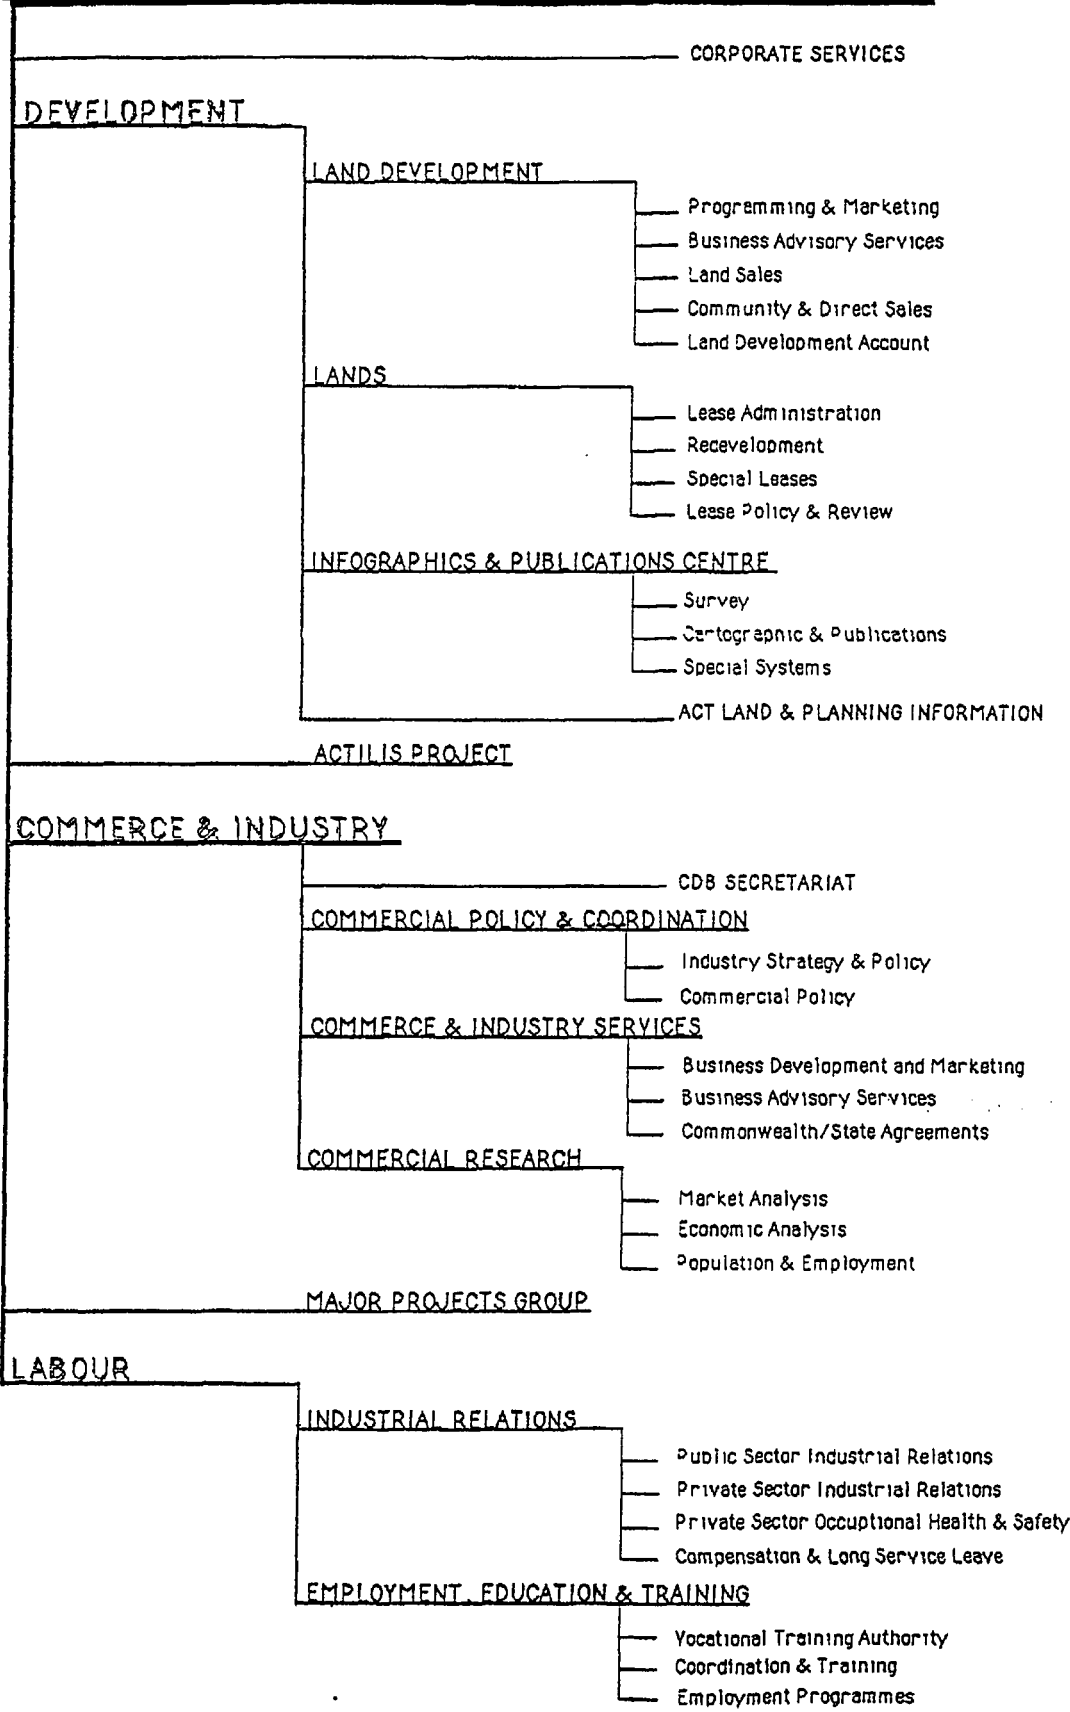 CORPORATE SERVICES
DEVELOPMENT
LAND DEVELOPMENT
Programming & Marketing
Business Advisory Services
Land Sales
Community & Direct Sales
Land Development Account
LANDS
Lease Administration
Redevelopment
Special Leases
Lease Policy & Review
INFOGRAPHICS & PUBLICATIONS CENTRE
Survey
Cartographic & Publications
Special Systems
ACT LAND & PLANNING INFORMATION
ACTILIS PROJECT
COMMERCE & INDUSTRY
CDB SECRETARIAT
COMMERCIAL POLICY & COORDINATION
Industry Strategy & Policy
Commercial Policy
COMMERCE & INDUSTRY SERVICES
Business Development and Marketing
Business Advisory Services
Commonwealth/State Agreements
COMMERCIAL RESEARCH
Market Analysis
Economic Analysis
Population & Employment
MAJOR PROJECTS GROUP
LABOUR
INDUSTRIAL RELATIONS
Public Sector Industrial Relations
Private Sector Industrial Relations
Private Sector Occuptional Health & Safety
Compensation & Long Service Leave
EMPLOYMENT, EDUCATION & TRAINING
Vocational Training Authority
Coordination & Training
Employment Programmes